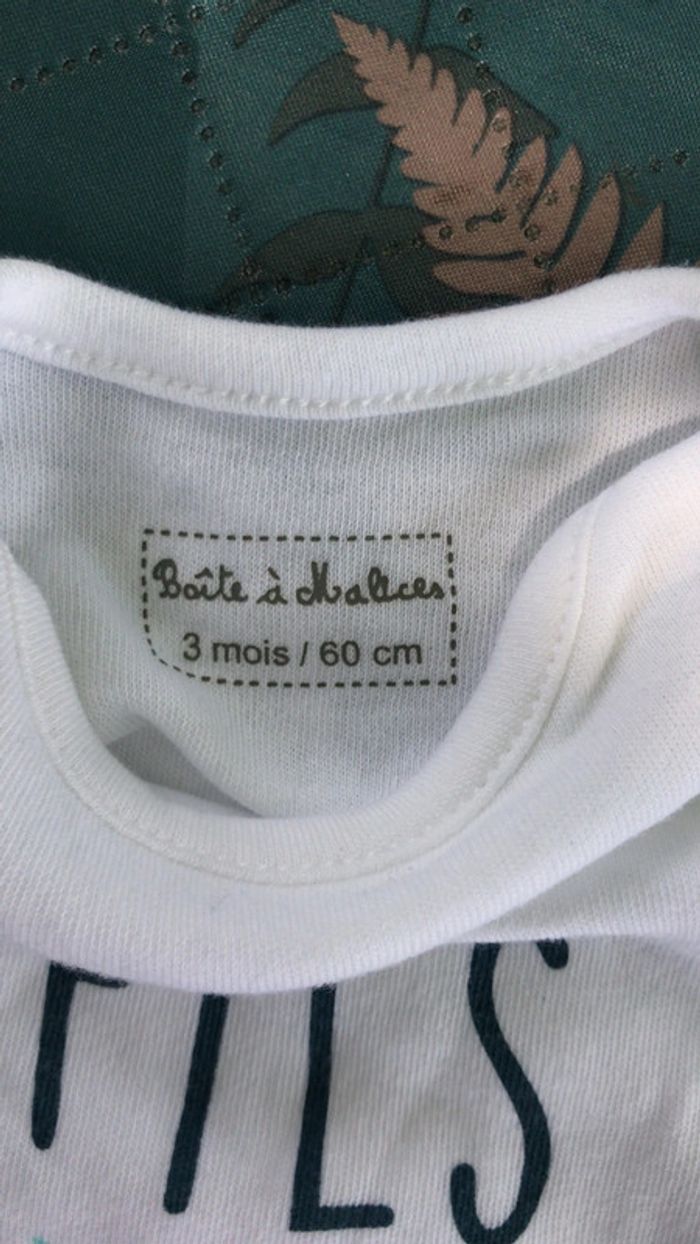 Boîte à Malices
3 mois / 60 cm
FILS